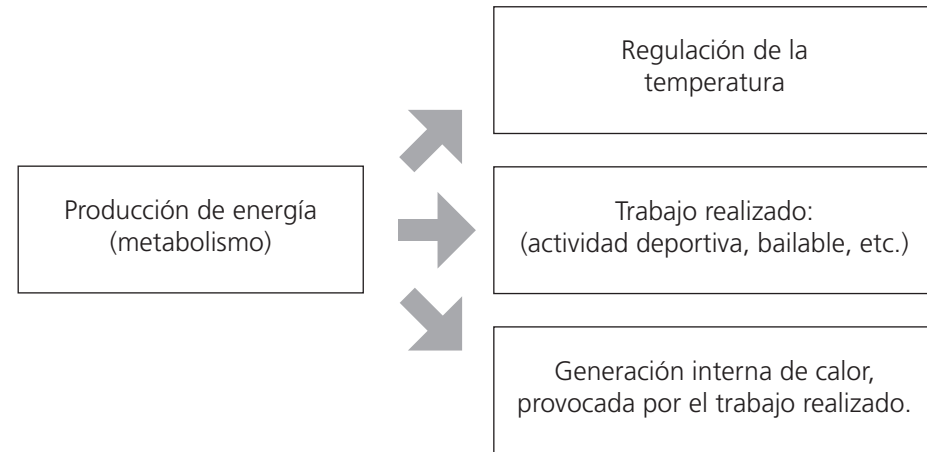 Regulación de la
temperatura
Producción de energía
(metabolismo)
Trabajo realizado:
(actividad deportiva, bailable, etc.)
Generación interna de calor,
provocada por el trabajo realizado.